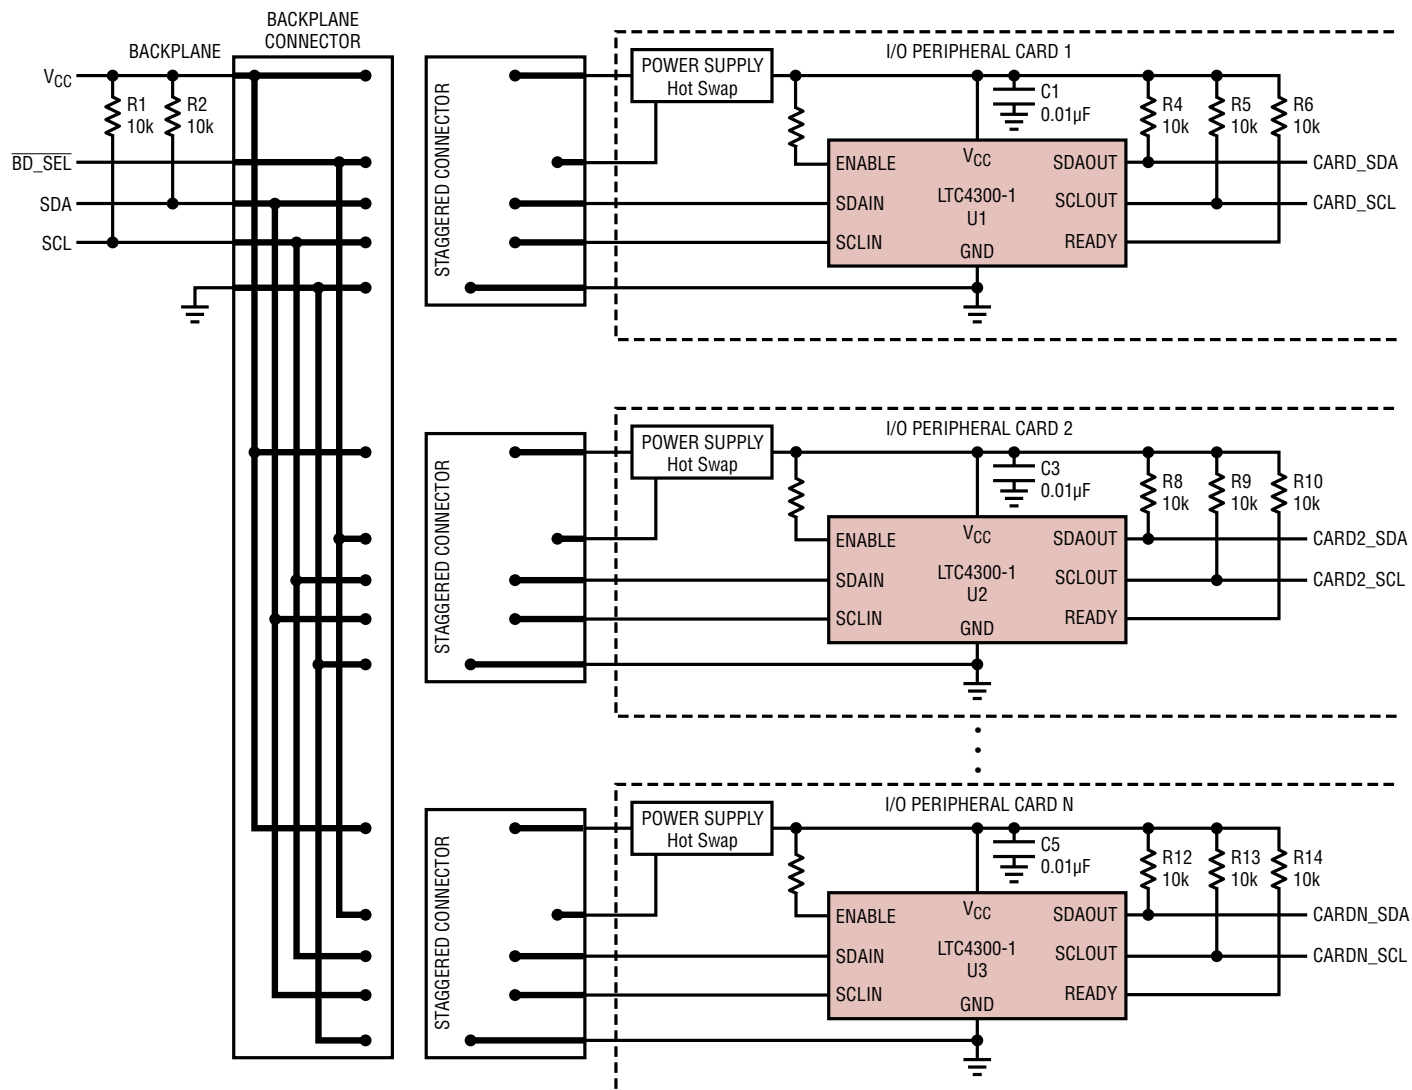 BACKPLANE
CONNECTOR
BACKPLANE
VCC
R1
10k
R2
10k
BD_SEL
SDA
SCL
STAGGERED CONNECTOR
POWER SUPPLY
Hot Swap
I/O PERIPHERAL CARD 1
C1
0.01µF
R4
10k
R5
10k
R6
10k
ENABLE
SDAIN
SCLIN
VCC
LTC4300-1
U1
GND
SDAOUT
SCLOUT
READY
CARD_SDA
CARD_SCL
STAGGERED CONNECTOR
POWER SUPPLY
Hot Swap
I/O PERIPHERAL CARD 2
C3
0.01µF
R8
10k
R9
10k
R10
10k
ENABLE
SDAIN
SCLIN
VCC
LTC4300-1
U2
GND
SDAOUT
SCLOUT
READY
CARD2_SDA
CARD2_SCL
STAGGERED CONNECTOR
POWER SUPPLY
Hot Swap
I/O PERIPHERAL CARD N
C5
0.01µF
R12
10k
R13
10k
R14
10k
ENABLE
SDAIN
SCLIN
VCC
LTC4300-1
U3
GND
SDAOUT
SCLOUT
READY
CARDN_SDA
CARDN_SCL